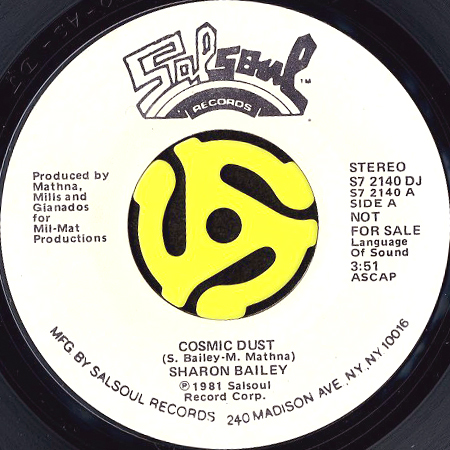 Salsoul
TM
RECORDS
Produced by
Mathna,
Milis and
Gianados
for
Mil-Mat
Productions
STEREO
S7 2140 DJ
S7 2140 A
SIDE A
NOT
FOR SALE
Language
Of Sound
3:51
ASCAP
COSMIC DUST
(S. Bailey-M. Mathna)
SHARON BAILEY
Ⓟ1981 Salsoul
Record Corp.
MFG BY SALSOUL RECORDS 240 MADISON AVE. NY. NY 10016